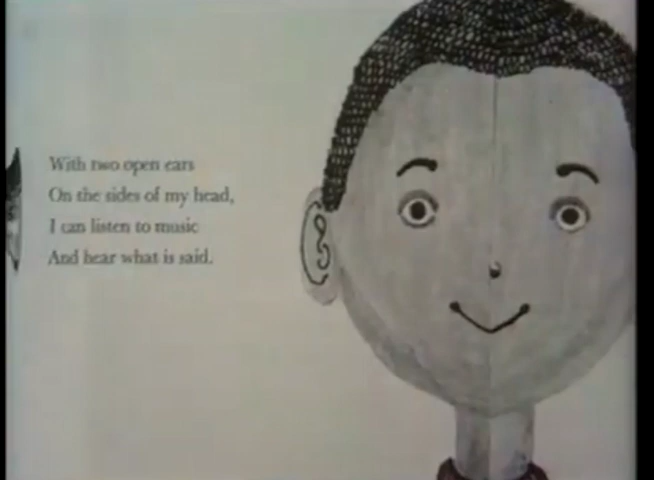 With two open ears
On the sides of my head,
I can listen to music
And hear what is said.